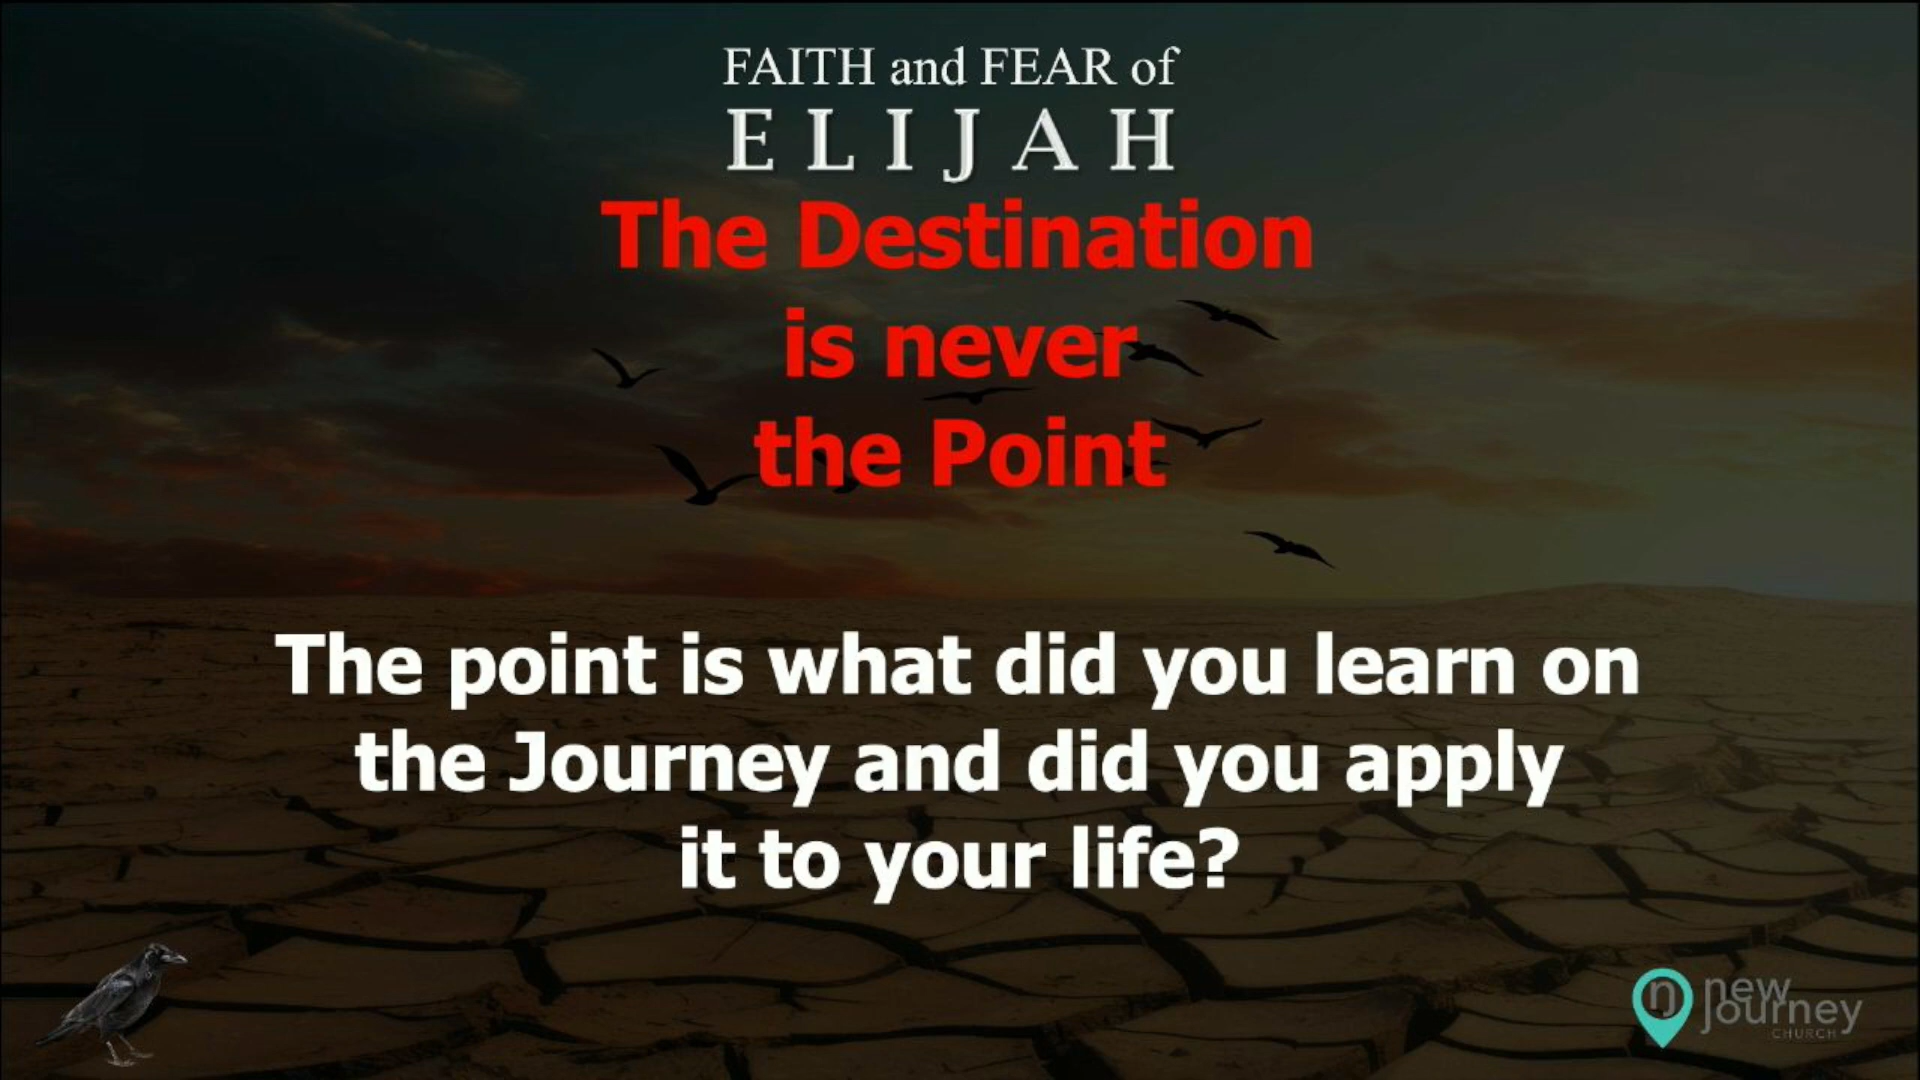 FAITH and FEAR of
ELIJAH
The Destination
is never
the Point
The point is what did you learn on
the Journey and did you apply
it to your life?
n new
journey
CHURCH